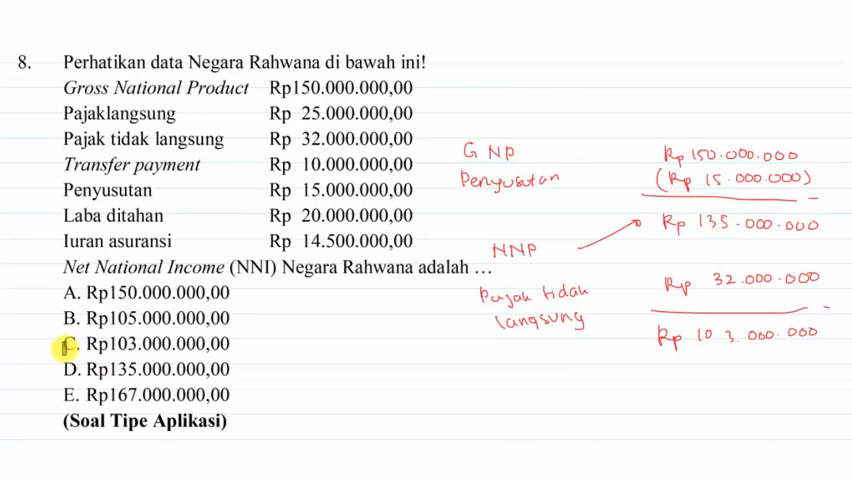 8. Perhatikan data Negara Rahwana di bawah ini!
Gross National Product Rp150.000.000,00
Pajaklangsung Rp 25.000.000,00
Pajak tidak langsung Rp 32.000.000,00
Transfer payment Rp 10.000.000,00
Penyusutan Rp 15.000.000,00
Laba ditahan Rp 20.000.000,00
Iuran asuransi Rp 14.500.000,00
Net National Income (NNI) Negara Rahwana adalah …
A. Rp150.000.000,00
B. Rp105.000.000,00
C. Rp103.000.000,00
D. Rp135.000.000,00
E. Rp167.000.000,00
(Soal Tipe Aplikasi)
GNP Rp 150.000.000
Penyusutan (Rp 15.000.000)
Rp 135.000.000
NNP
Pajak tidak Rp 32.000.000
langsung
Rp 103.000.000